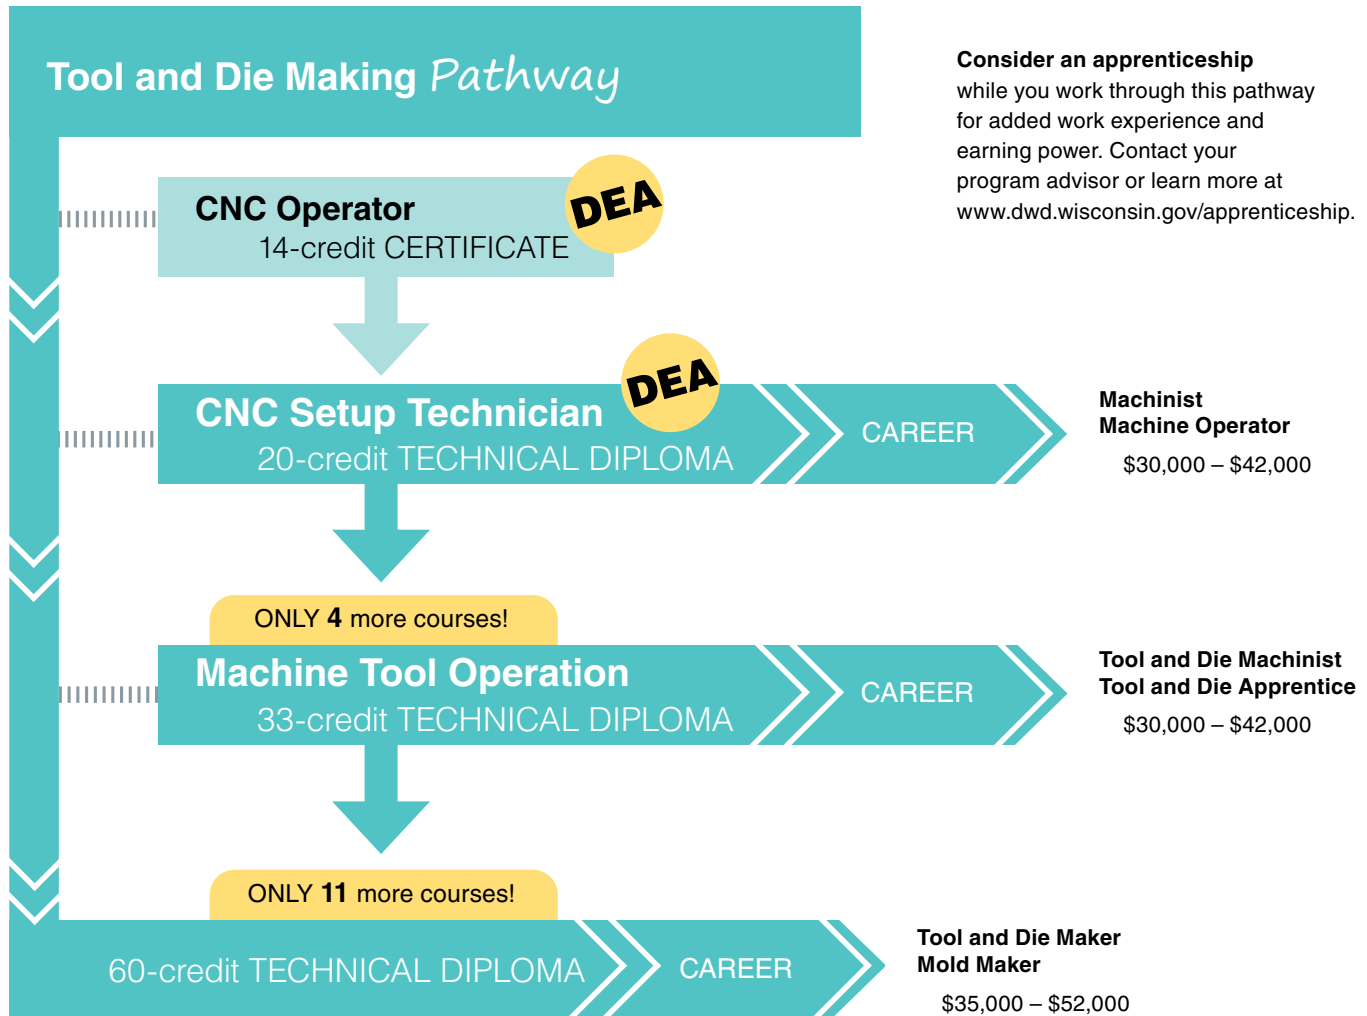 Tool and Die Making Pathway
Consider an apprenticeship
while you work through this pathway
for added work experience and
earning power. Contact your
program advisor or learn more at
www.dwd.wisconsin.gov/apprenticeship.
CNC Operator
14-credit CERTIFICATE
DEA
CNC Setup Technician
20-credit TECHNICAL DIPLOMA
DEA
CAREER
Machinist
Machine Operator
$30,000 – $42,000
ONLY 4 more courses!
Machine Tool Operation
33-credit TECHNICAL DIPLOMA
CAREER
Tool and Die Machinist
Tool and Die Apprentice
$30,000 – $42,000
ONLY 11 more courses!
60-credit TECHNICAL DIPLOMA
CAREER
Tool and Die Maker
Mold Maker
$35,000 – $52,000